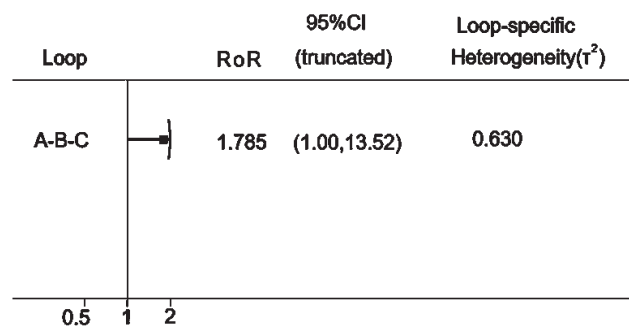 95%CI Loop-specific
Loop RoR (truncated) Heterogeneity(τ²)
A-B-C 1.785 (1.00,13.52) 0.630
0.5 1 2